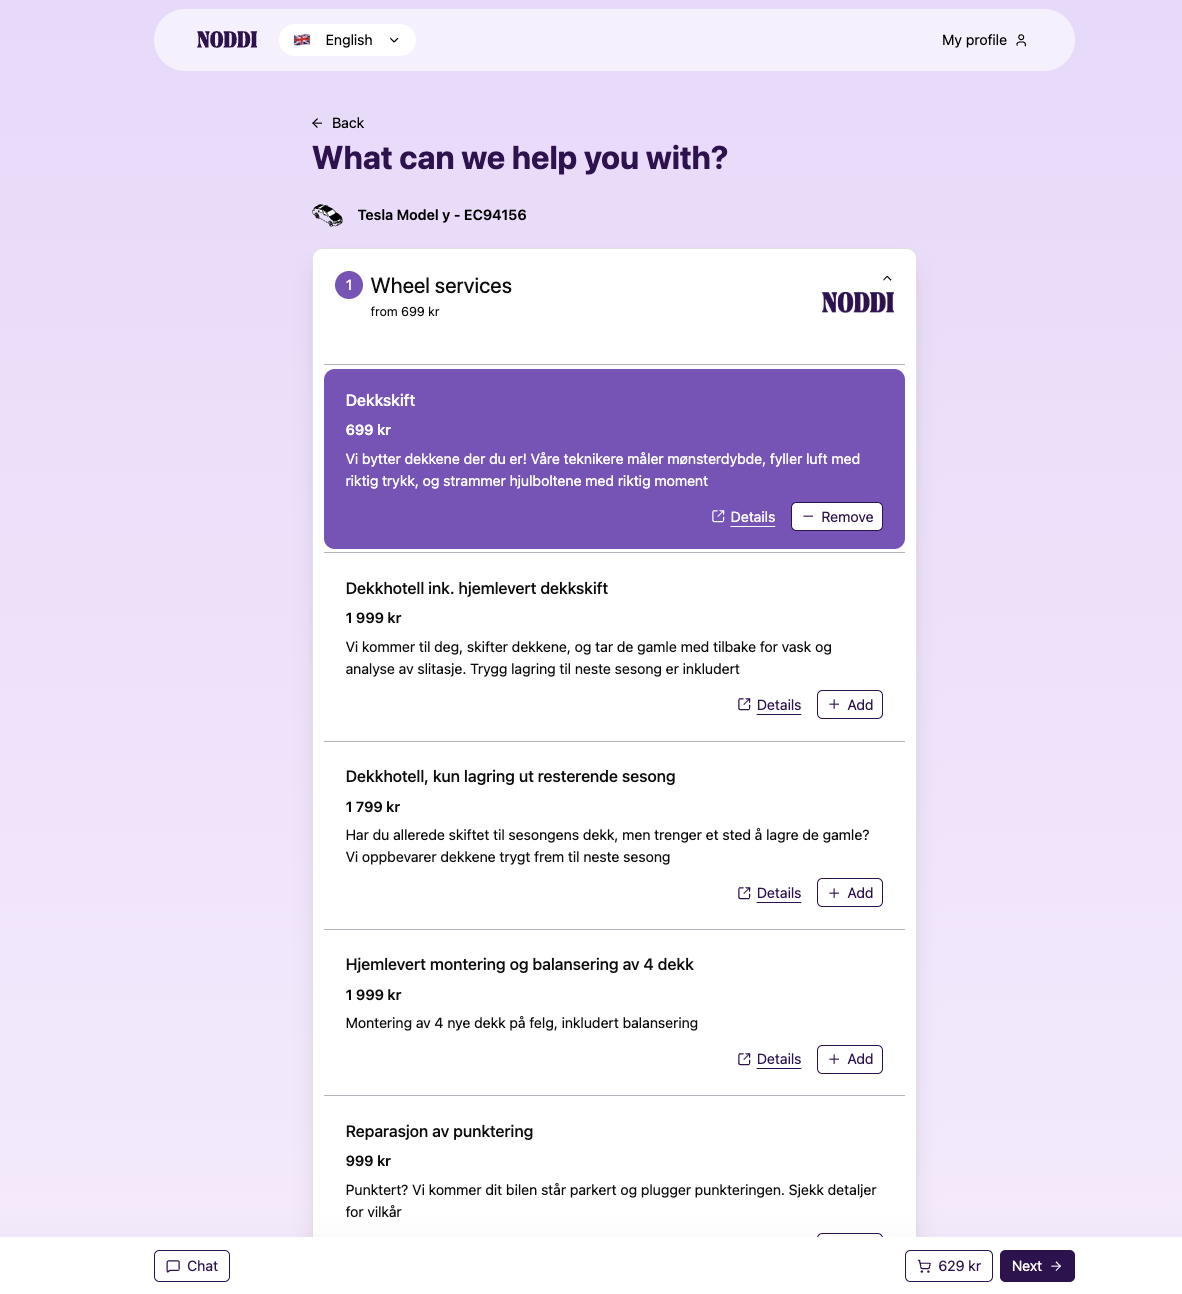 NODDI
English
My profile
Back
What can we help you with?
Tesla Model y - EC94156
1 Wheel services
from 699 kr
NODDI
Dekkskift
699 kr
Vi bytter dekkene der du er! Våre teknikere måler mønsterdybde, fyller luft med
riktig trykk, og strammer hjulboltene med riktig moment
Details
Remove
Dekkhotell ink. hjemlevert dekkskift
1 999 kr
Vi kommer til deg, skifter dekkene, og tar de gamle med tilbake for vask og
analyse av slitasje. Trygg lagring til neste sesong er inkludert
Details
Add
Dekkhotell, kun lagring ut resterende sesong
1 799 kr
Har du allerede skiftet til sesongens dekk, men trenger et sted å lagre de gamle?
Vi oppbevarer dekkene trygt frem til neste sesong
Details
Add
Hjemlevert montering og balansering av 4 dekk
1 999 kr
Montering av 4 nye dekk på felg, inkludert balansering
Details
Add
Reparasjon av punktering
999 kr
Punktert? Vi kommer dit bilen står parkert og plugger punkteringen. Sjekk detaljer
for vilkår
Chat
629 kr
Next